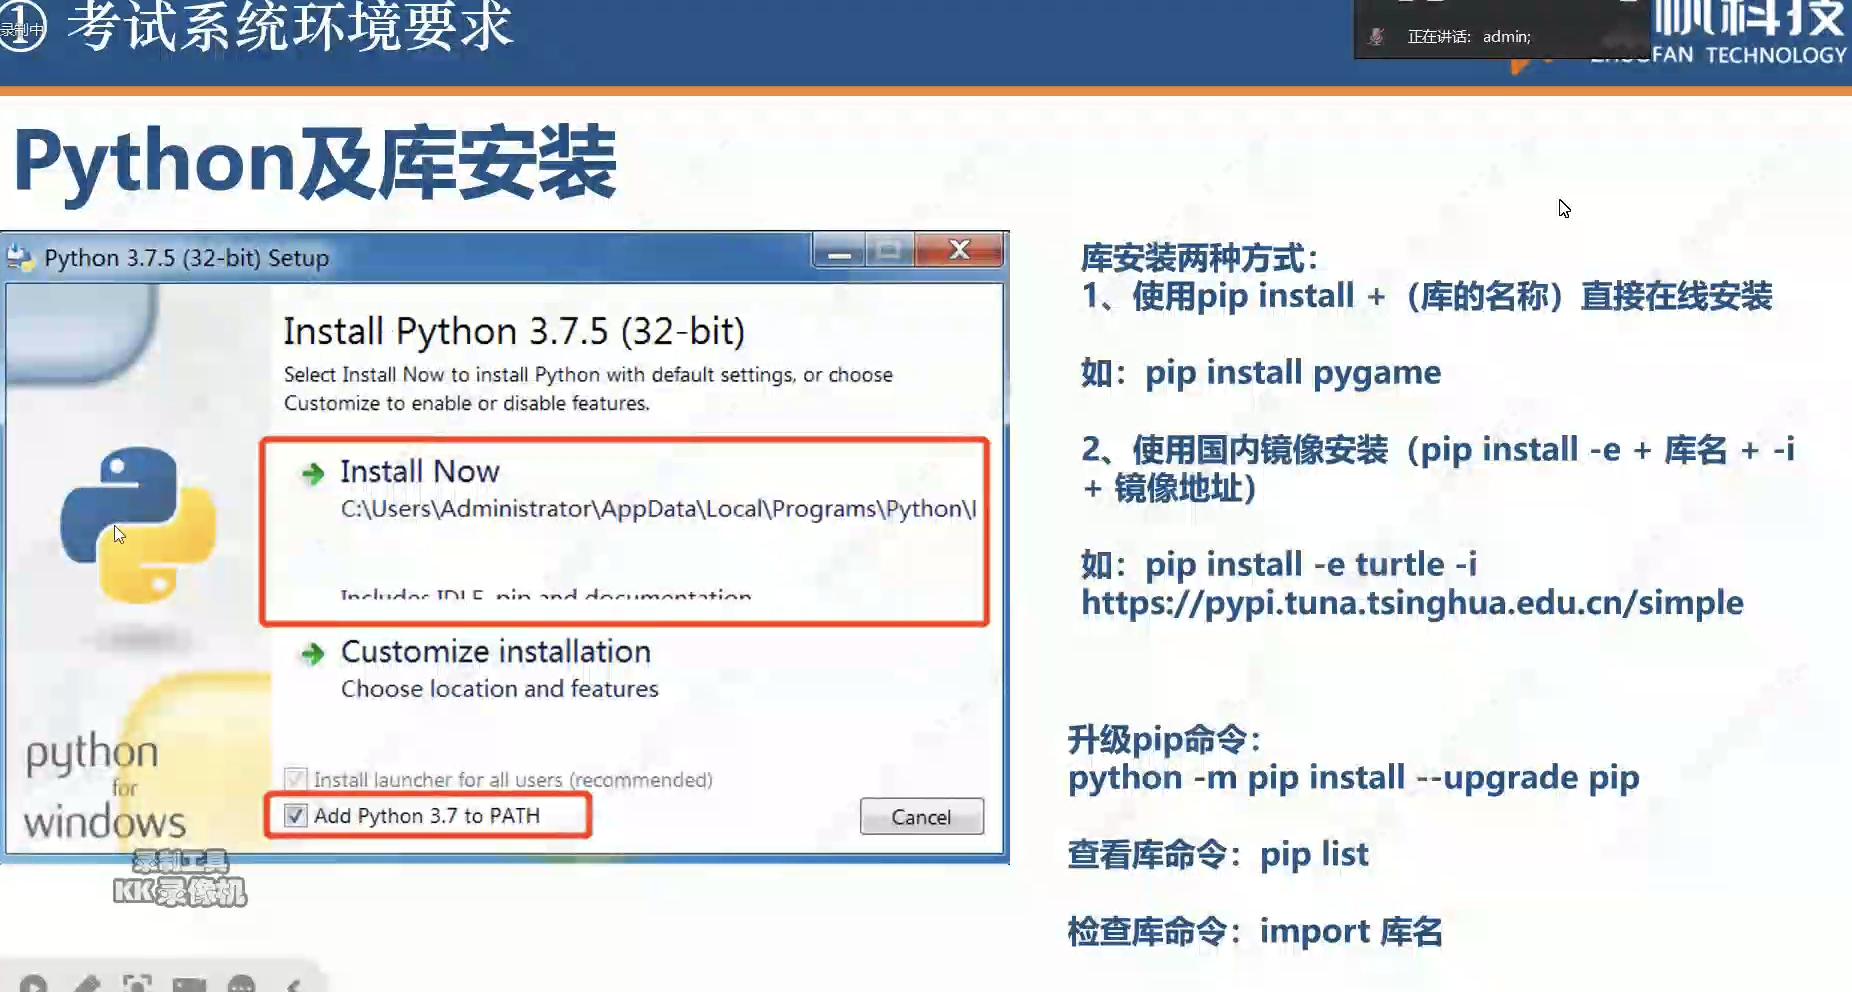 ① 考试系统环境要求
录制中
正在讲话: admin;
帆科技
FAN TECHNOLOGY
Python及库安装
Python 3.7.5 (32-bit) Setup
Install Python 3.7.5 (32-bit)
Select Install Now to install Python with default settings, or choose
Customize to enable or disable features.
Install Now
C:\Users\Administrator\AppData\Local\Programs\Python\
Includes IDLE, pip and documentation
Customize installation
Choose location and features
python
for
windows
Install launcher for all users (recommended)
Add Python 3.7 to PATH
Cancel
录制工具
KK录像机
库安装两种方式：
1、使用pip install +（库的名称）直接在线安装
如：pip install pygame
2、使用国内镜像安装（pip install -e + 库名 + -i
+ 镜像地址）
如：pip install -e turtle -i
https://pypi.tuna.tsinghua.edu.cn/simple
升级pip命令：
python -m pip install --upgrade pip
查看库命令：pip list
检查库命令：import 库名